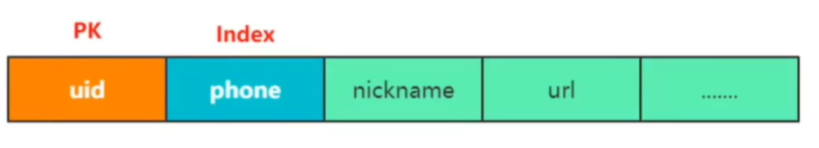 PK Index
uid phone nickname url .......